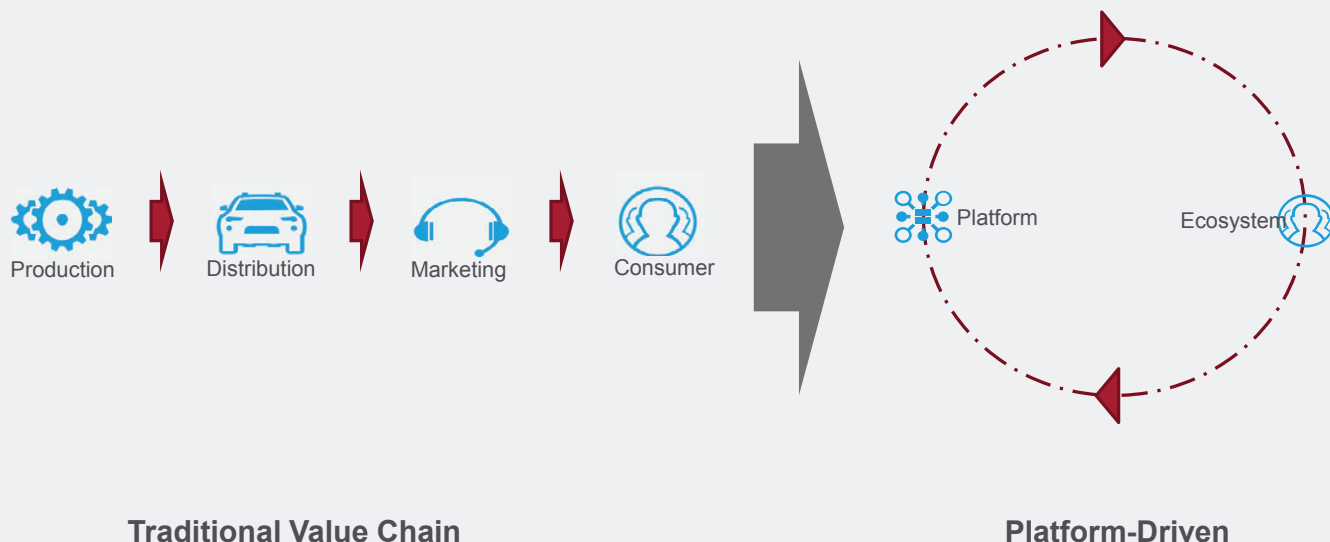 Production
Distribution
Marketing
Consumer
Platform
Ecosystem
Traditional Value Chain
Platform-Driven